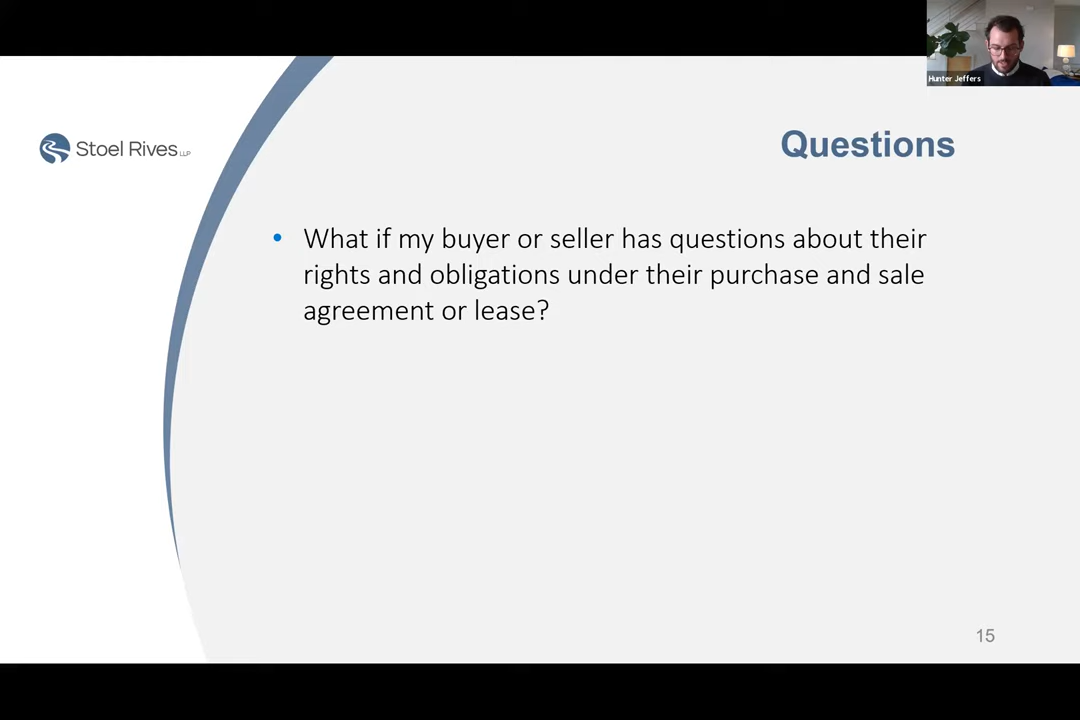 Hunter Jeffers
Stoel Rives LLP
Questions
• What if my buyer or seller has questions about their
rights and obligations under their purchase and sale
agreement or lease?
15